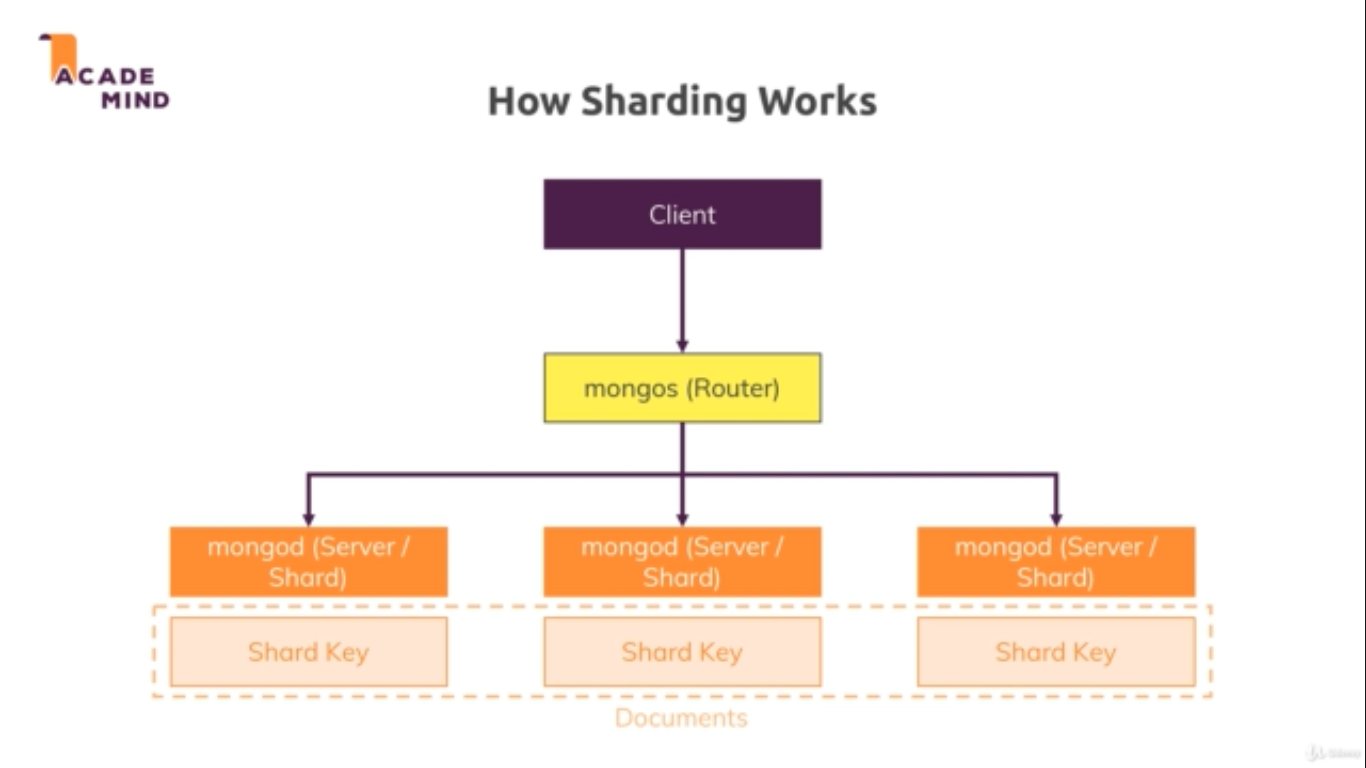 ACADE
MIND
How Sharding Works
Client
mongos (Router)
mongod (Server /
Shard)
mongod (Server /
Shard)
mongod (Server /
Shard)
Shard Key
Shard Key
Shard Key
Documents
Udemy